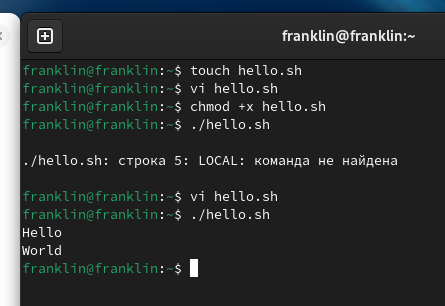 franklin@franklin:~
franklin@franklin:~$ touch hello.sh
franklin@franklin:~$ vi hello.sh
franklin@franklin:~$ chmod +x hello.sh
franklin@franklin:~$ ./hello.sh
./hello.sh: строка 5: LOCAL: команда не найдена
franklin@franklin:~$ vi hello.sh
franklin@franklin:~$ ./hello.sh
Hello
World
franklin@franklin:~$